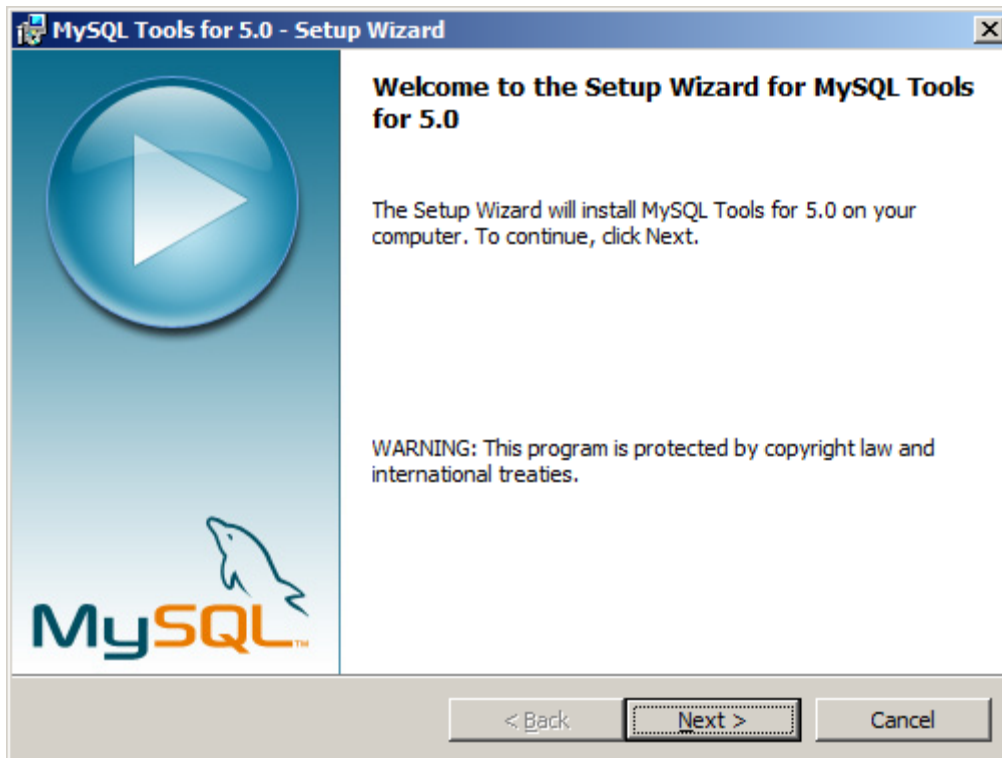 MySQL Tools for 5.0 - Setup Wizard
Welcome to the Setup Wizard for MySQL Tools
for 5.0
The Setup Wizard will install MySQL Tools for 5.0 on your
computer. To continue, click Next.
WARNING: This program is protected by copyright law and
international treaties.
MySQL™
< Back
Next >
Cancel